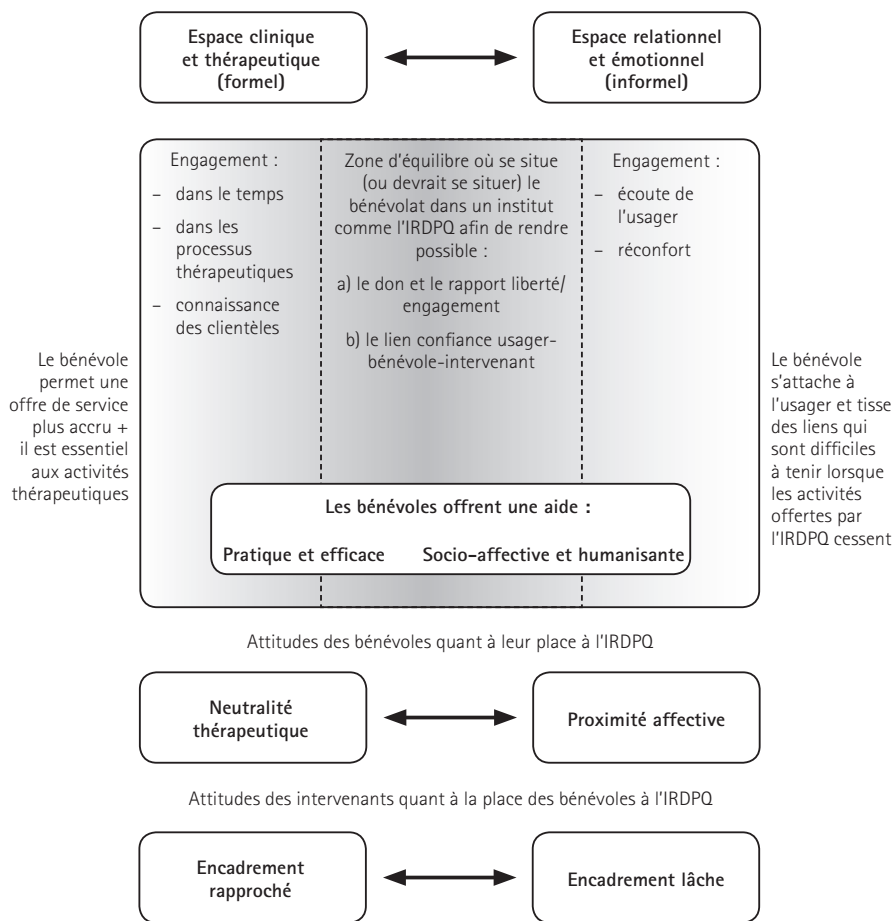 Espace clinique
et thérapeutique
(formel)
Espace relationnel
et émotionnel
(informel)
Engagement :
– dans le temps
– dans les
processus
thérapeutiques
– connaissance
des clientèles
Zone d'équilibre où se situe
(ou devrait se situer) le
bénévolat dans un institut
comme l'IRDPQ afin de rendre
possible :
a) le don et le rapport liberté/
engagement
b) le lien confiance usager-
bénévole-intervenant
Engagement :
– écoute de
l'usager
– réconfort
Le bénévole
permet une
offre de service
plus accru +
il est essentiel
aux activités
thérapeutiques
Le bénévole
s'attache à
l'usager et tisse
des liens qui
sont difficiles
à tenir lorsque
les activités
offertes par
l'IRDPQ cessent
Les bénévoles offrent une aide :
Pratique et efficace Socio-affective et humanisante
Attitudes des bénévoles quant à leur place à l'IRDPQ
Neutralité
thérapeutique
Proximité affective
Attitudes des intervenants quant à la place des bénévoles à l'IRDPQ
Encadrement
rapproché
Encadrement lâche